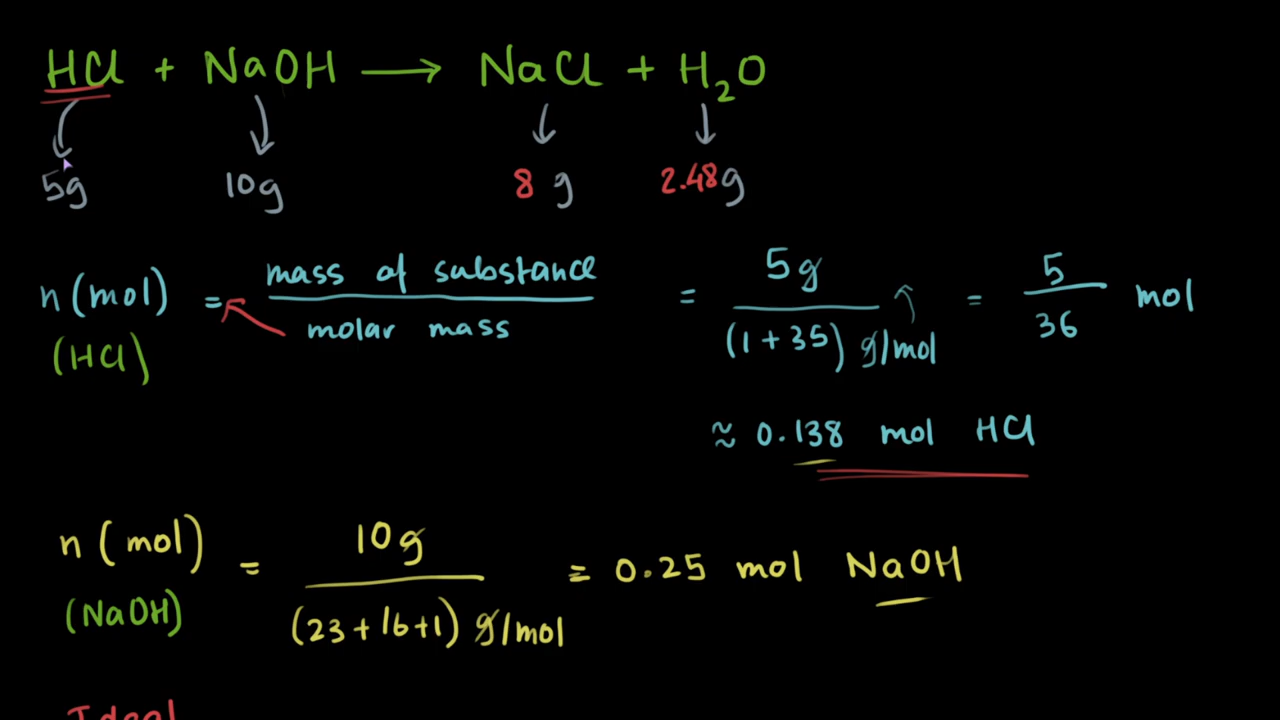 HCl + NaOH → NaCl + H₂O
5g 10g 8 g 2.48g
n (mol) = mass of substance / molar mass = 5g / (1 + 35) g/mol = 5 / 36 mol
(HCl)
≈ 0.138 mol HCl
n (mol) = 10g / (23 + 16 + 1) g/mol = 0.25 mol NaOH
(NaOH)
Ideal